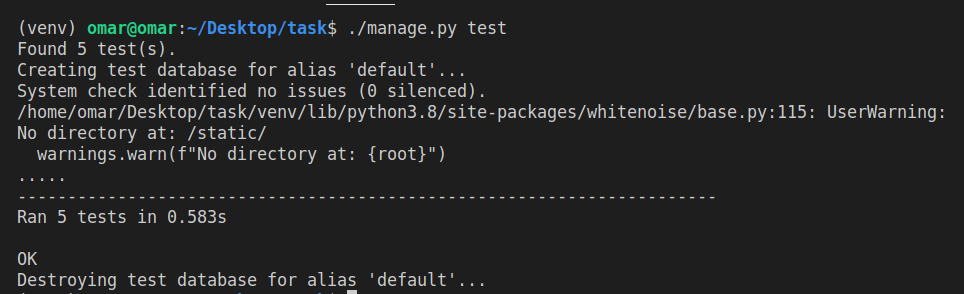 (venv) omar@omar:~/Desktop/task$ ./manage.py test
Found 5 test(s).
Creating test database for alias 'default'...
System check identified no issues (0 silenced).
/home/omar/Desktop/task/venv/lib/python3.8/site-packages/whitenoise/base.py:115: UserWarning:
No directory at: /static/
  warnings.warn(f"No directory at: {root}")
.....
----------------------------------------------------------------------
Ran 5 tests in 0.583s
OK
Destroying test database for alias 'default'...